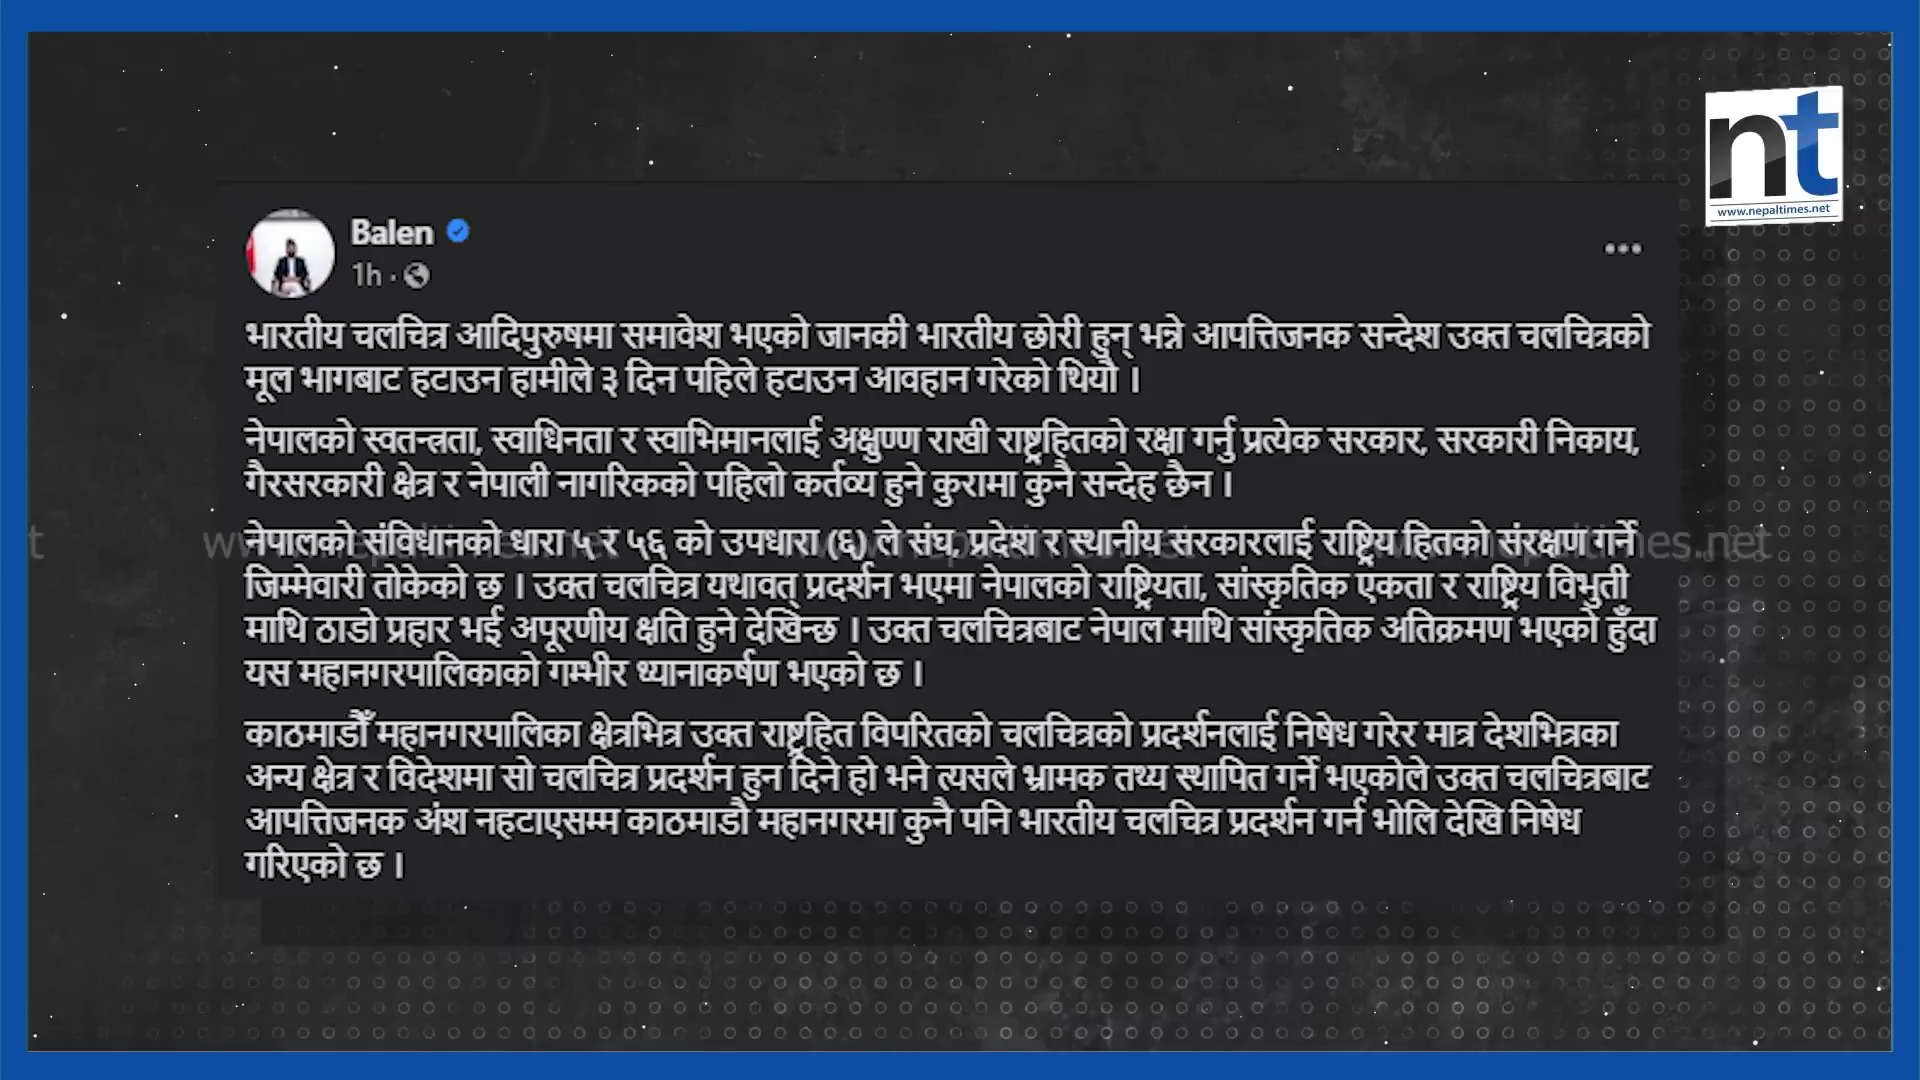 nt
www.nepaltimes.net
Balen
1h ·
भारतीय चलचित्र आदिपुरुषमा समावेश भएको जानकी भारतीय छोरी हुन् भन्ने आपत्तिजनक सन्देश उक्त चलचित्रको
मूल भागबाट हटाउन हामीले ३ दिन पहिले हटाउन आवहान गरेको थियौ ।
नेपालको स्वतन्त्रता, स्वाधिनता र स्वाभिमानलाई अक्षुण्ण राखी राष्ट्रहितको रक्षा गर्नु प्रत्येक सरकार, सरकारी निकाय,
गैरसरकारी क्षेत्र र नेपाली नागरिकको पहिलो कर्तव्य हुने कुरामा कुनै सन्देह छैन ।
नेपालको संविधानको धारा ५ र ५६ को उपधारा (६) ले संघ, प्रदेश र स्थानीय सरकारलाई राष्ट्रिय हितको संरक्षण गर्ने
जिम्मेवारी तोकेको छ । उक्त चलचित्र यथावत् प्रदर्शन भएमा नेपालको राष्ट्रियता, सांस्कृतिक एकता र राष्ट्रिय विभुती
माथि ठाडो प्रहार भई अपूरणीय क्षति हुने देखिन्छ । उक्त चलचित्रबाट नेपाल माथि सांस्कृतिक अतिक्रमण भएको हुँदा
यस महानगरपालिकाको गम्भीर ध्यानाकर्षण भएको छ ।
काठमाडौँ महानगरपालिका क्षेत्रभित्र उक्त राष्ट्रहित विपरितको चलचित्रको प्रदर्शनलाई निषेध गरेर मात्र देशभित्रका
अन्य क्षेत्र र विदेशमा सो चलचित्र प्रदर्शन हुन दिने हो भने त्यसले भ्रामक तथ्य स्थापित गर्ने भएकोले उक्त चलचित्रबाट
आपत्तिजनक अंश नहटाएसम्म काठमाडौ महानगरमा कुनै पनि भारतीय चलचित्र प्रदर्शन गर्न भोलि देखि निषेध
गरिएको छ ।